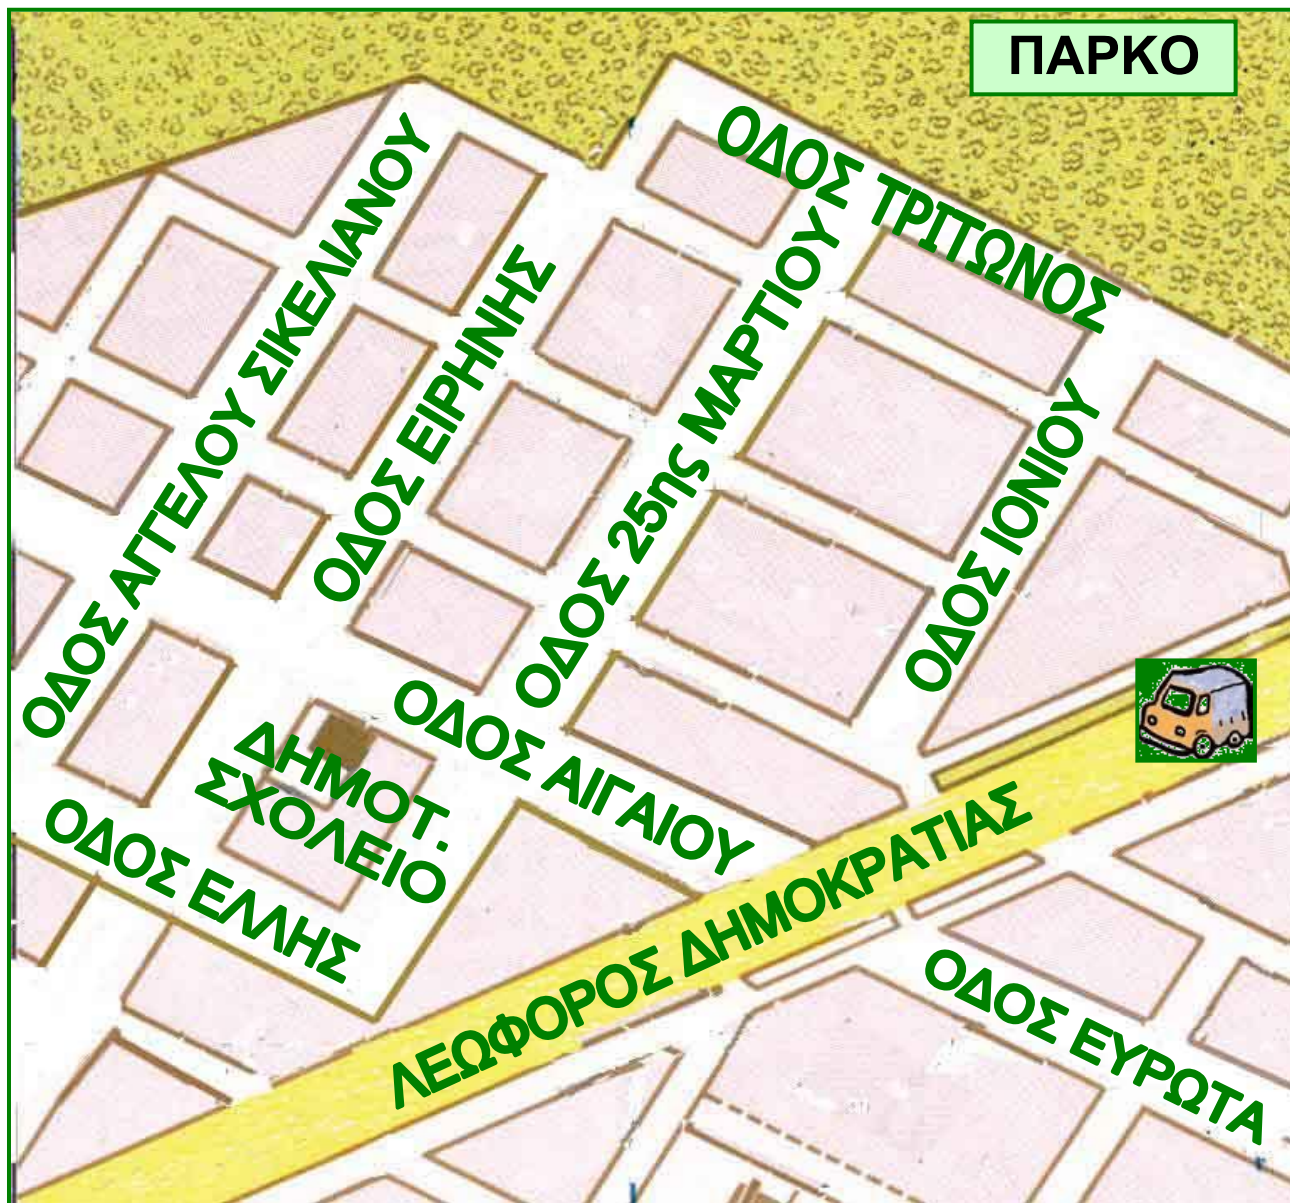 ΠΑΡΚΟ
ΟΔΟΣ ΤΡΙΤΩΝΟΣ
ΟΔΟΣ ΑΓΓΕΛΟΥ ΣΙΚΕΛΙΑΝΟΥ
ΟΔΟΣ ΕΙΡΗΝΗΣ
ΟΔΟΣ 25ης ΜΑΡΤΙΟΥ
ΟΔΟΣ ΙΟΝΙΟΥ
ΟΔΟΣ ΑΙΓΑΙΟΥ
ΔΗΜΟΤ.
ΣΧΟΛΕΙΟ
ΟΔΟΣ ΕΛΛΗΣ
ΛΕΩΦΟΡΟΣ ΔΗΜΟΚΡΑΤΙΑΣ
ΟΔΟΣ ΕΥΡΩΤΑ